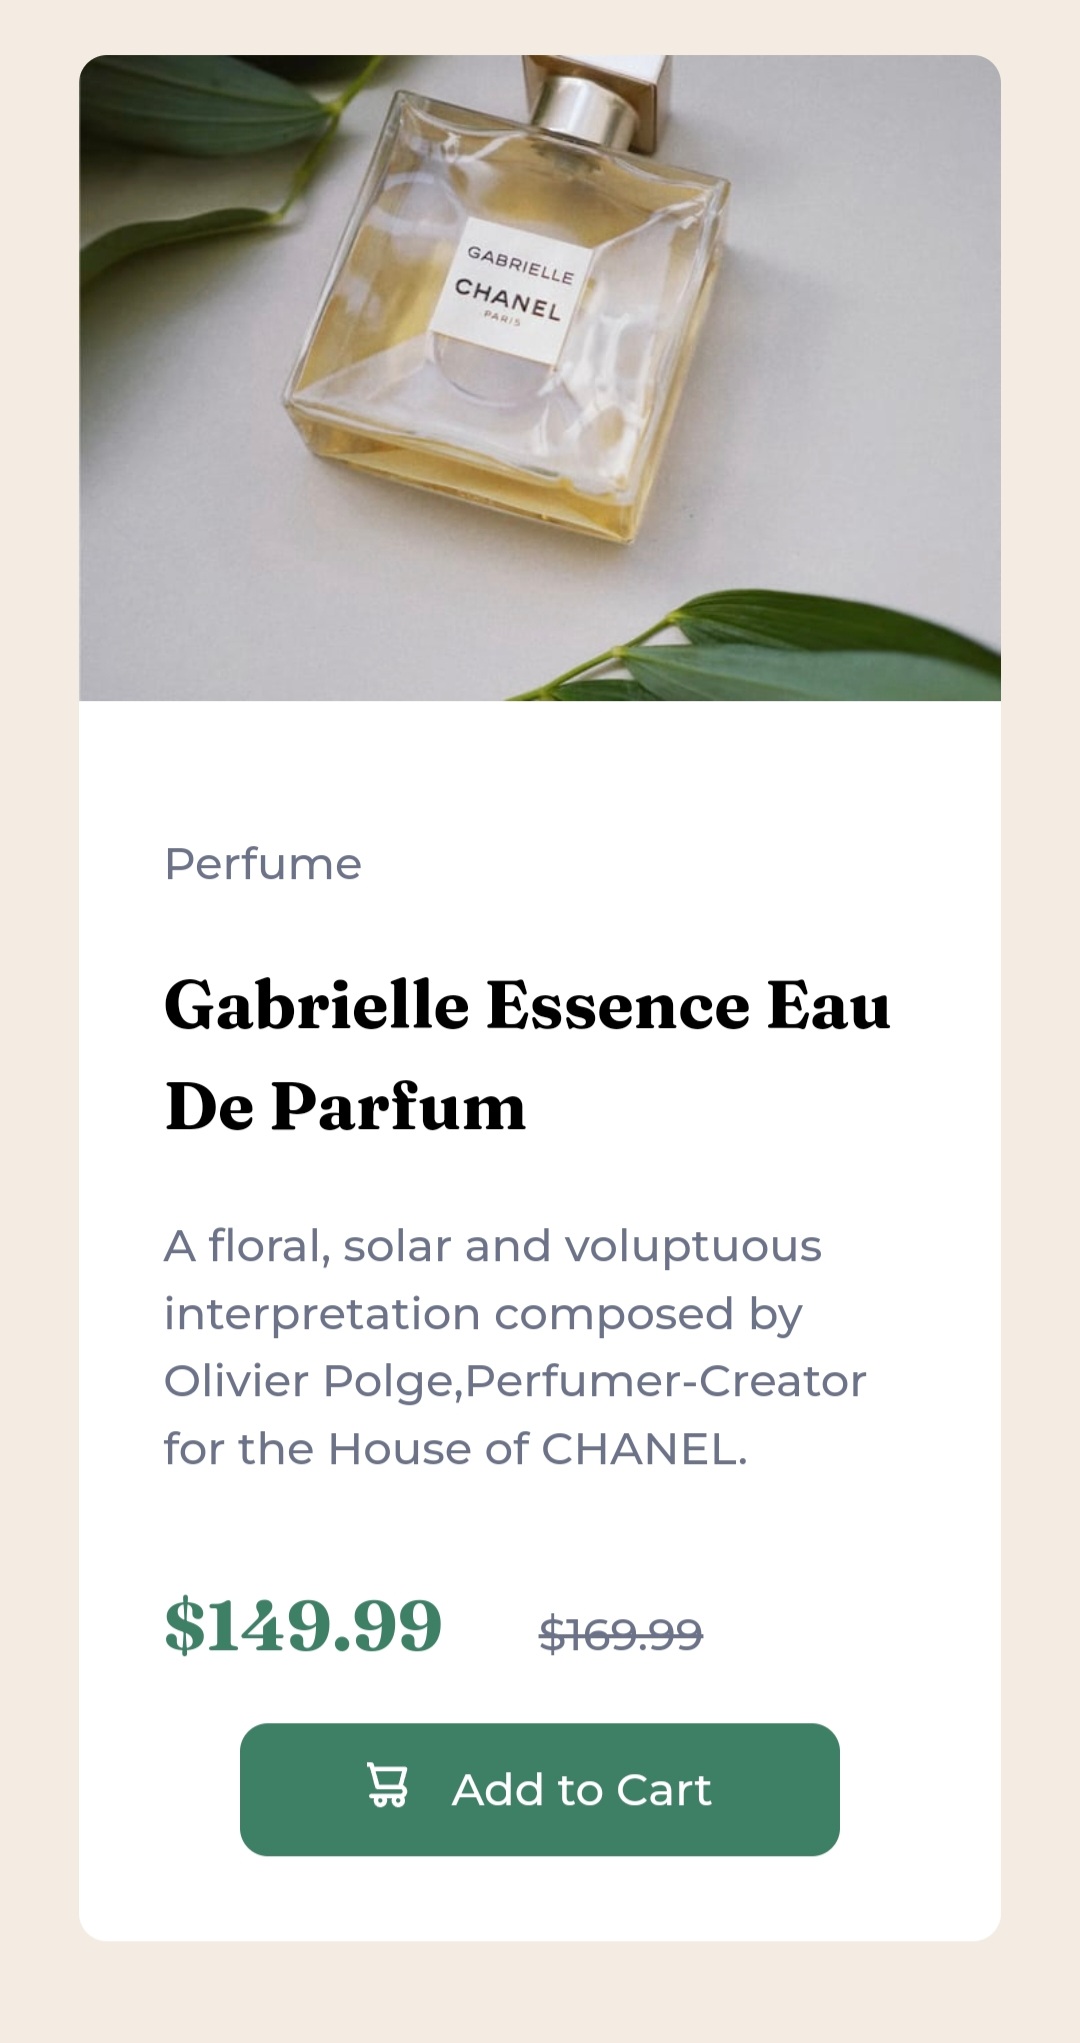 GABRIELLE
CHANEL
PARIS
Perfume
Gabrielle Essence Eau
De Parfum
A floral, solar and voluptuous
interpretation composed by
Olivier Polge,Perfumer-Creator
for the House of CHANEL.
$149.99 $169.99
Add to Cart